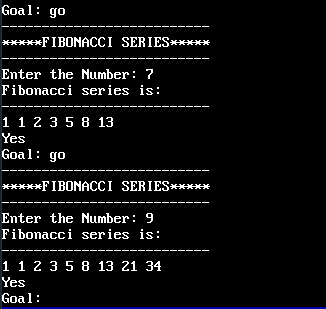 Goal: go
--------------------------
*****FIBONACCI SERIES*****
--------------------------
Enter the Number: 7
Fibonacci series is:
--------------------------
1 1 2 3 5 8 13
Yes
Goal: go
--------------------------
*****FIBONACCI SERIES*****
--------------------------
Enter the Number: 9
Fibonacci series is:
--------------------------
1 1 2 3 5 8 13 21 34
Yes
Goal: